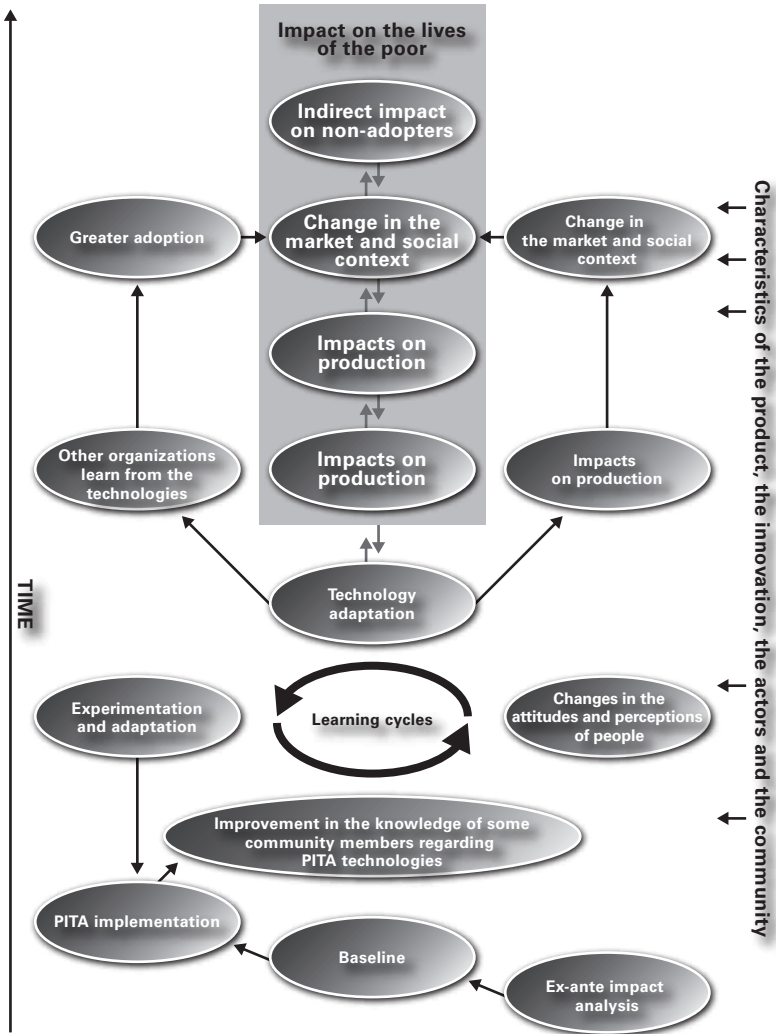 Impact on the lives
of the poor
Indirect impact
on non-adopters
Greater adoption
Change in the
market and social
context
Change in
the market and social
context
Impacts on
production
Other organizations
learn from the
technologies
Impacts on
production
Impacts
on production
Technology
adaptation
TIME
Experimentation
and adaptation
Learning cycles
Changes in the
attitudes and perceptions
of people
Improvement in the knowledge of some
community members regarding
PITA technologies
PITA implementation
Baseline
Ex-ante impact
analysis
Characteristics of the product, the innovation, the actors and the community